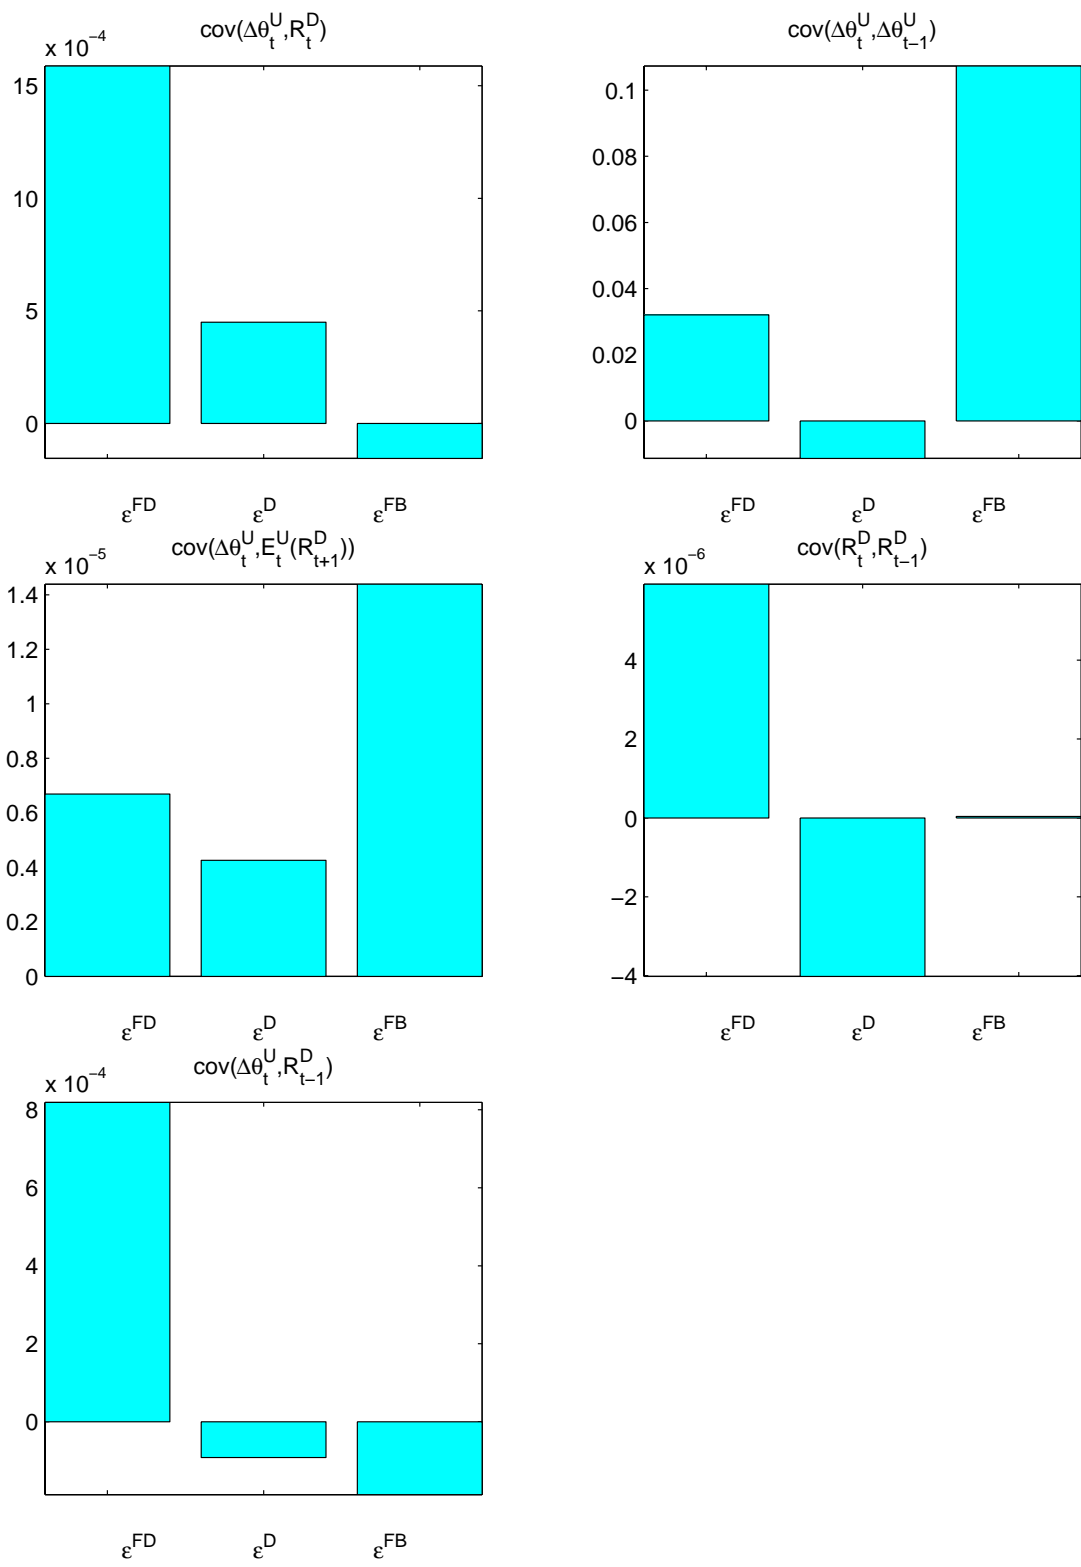 cov(Δθ_t^U,R_t^D)
x 10^−4
15
10
5
0
ε^FD ε^D ε^FB
cov(Δθ_t^U,Δθ_{t−1}^U)
0.1
0.08
0.06
0.04
0.02
0
ε^FD ε^D ε^FB
cov(Δθ_t^U,E_t^U(R_{t+1}^D))
x 10^−5
1.4
1.2
1
0.8
0.6
0.4
0.2
0
ε^FD ε^D ε^FB
cov(R_t^D,R_{t−1}^D)
x 10^−6
4
2
0
−2
−4
ε^FD ε^D ε^FB
cov(Δθ_t^U,R_{t−1}^D)
x 10^−4
8
6
4
2
0
ε^FD ε^D ε^FB